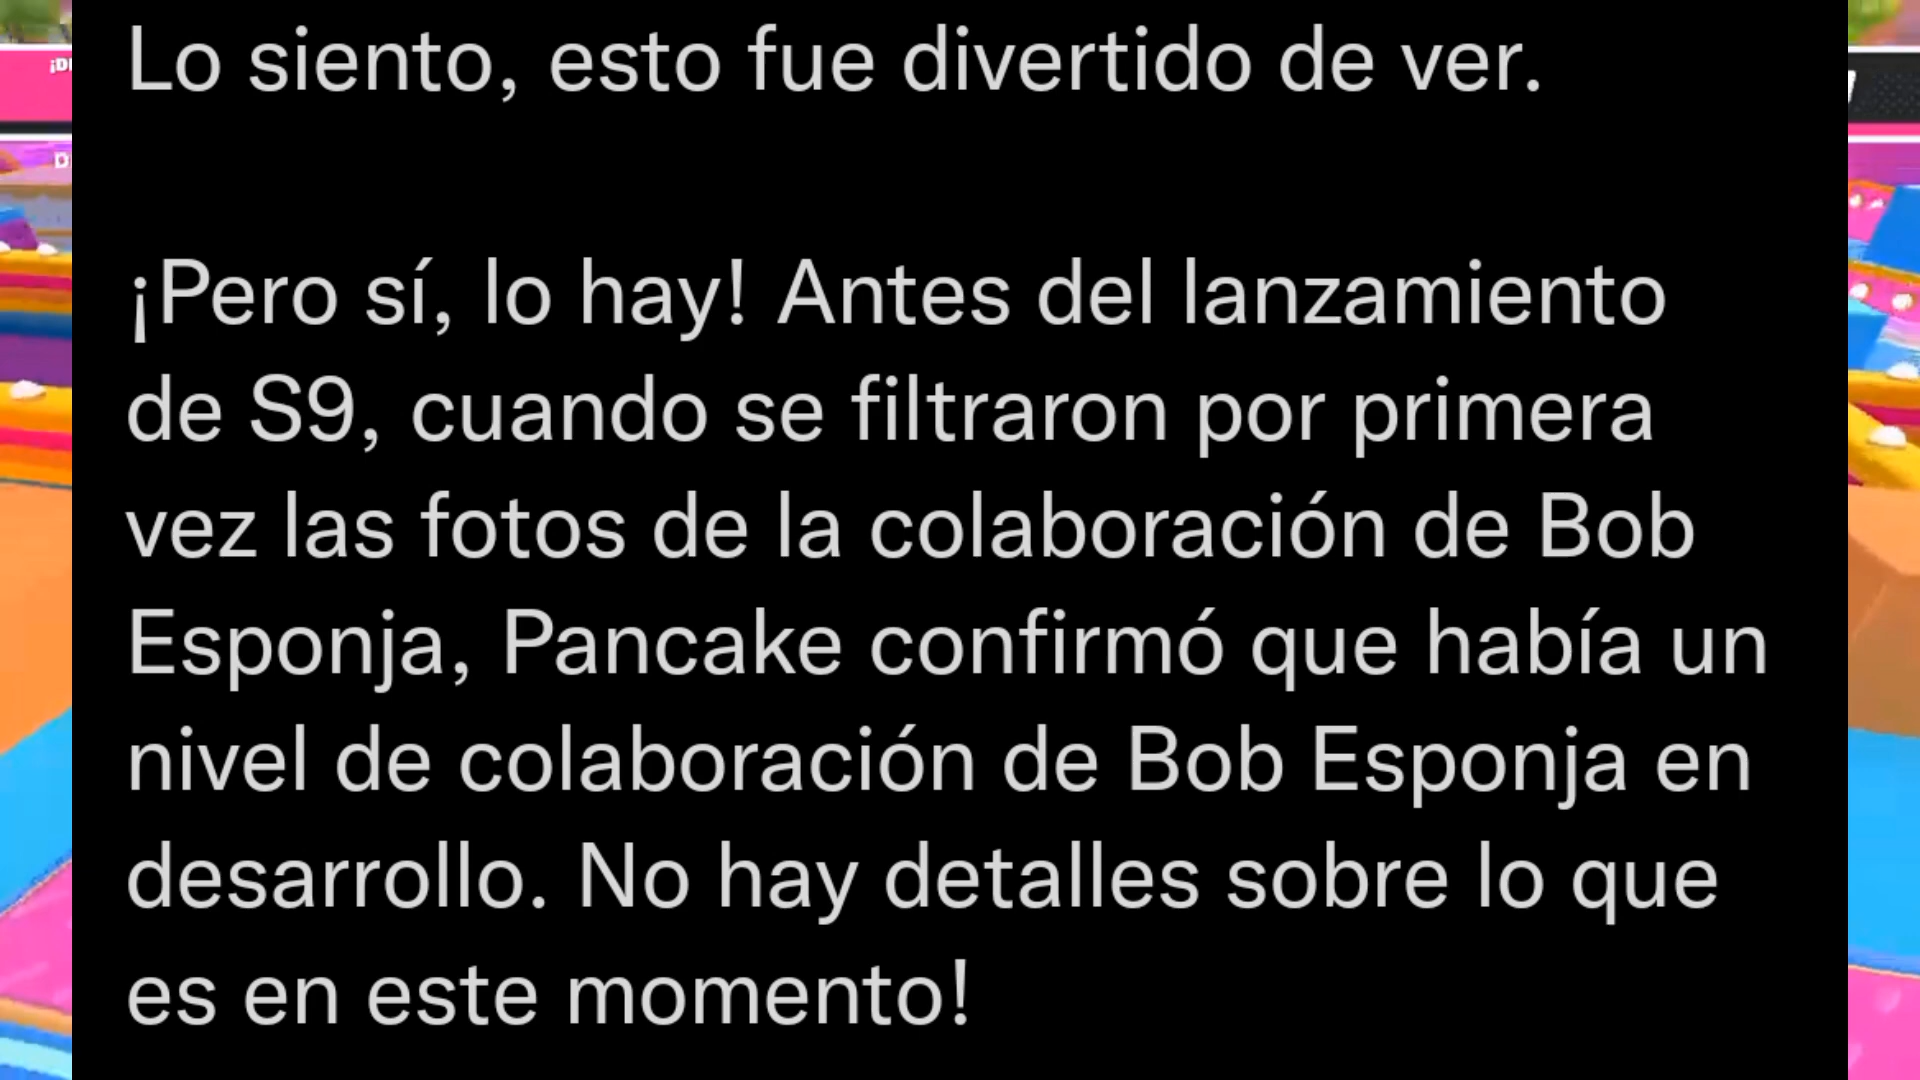 Lo siento, esto fue divertido de ver.
¡Pero sí, lo hay! Antes del lanzamiento
de S9, cuando se filtraron por primera
vez las fotos de la colaboración de Bob
Esponja, Pancake confirmó que había un
nivel de colaboración de Bob Esponja en
desarrollo. No hay detalles sobre lo que
es en este momento!